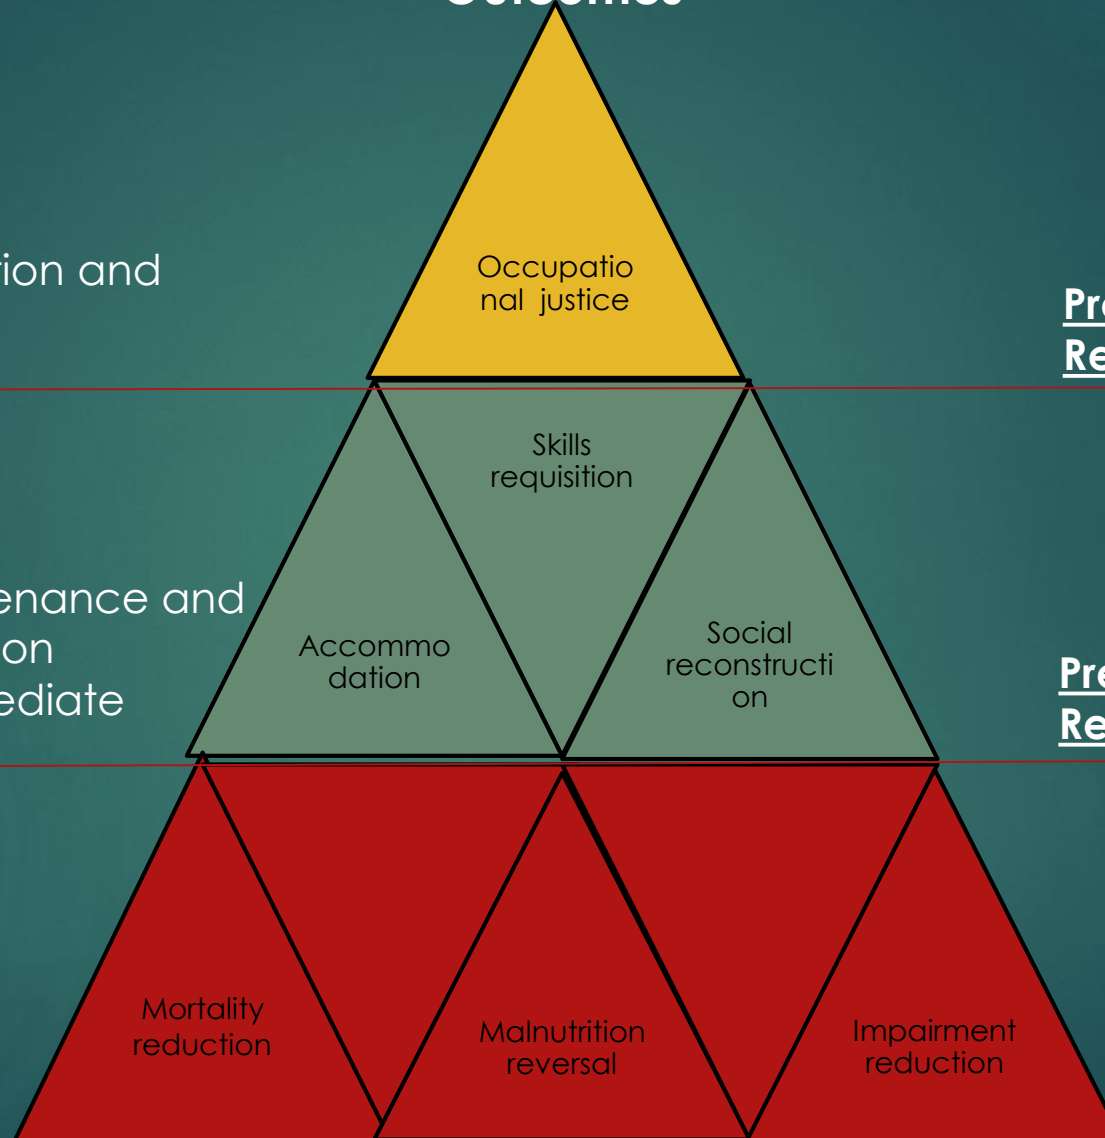 Outcomes
tion and
Occupatio
nal justice
Pr
Re
Skills
requisition
enance and
on
ediate
Accommo
dation
Social
reconstructi
on
Pre
Re
Mortality
reduction
Malnutrition
reversal
Impairment
reduction